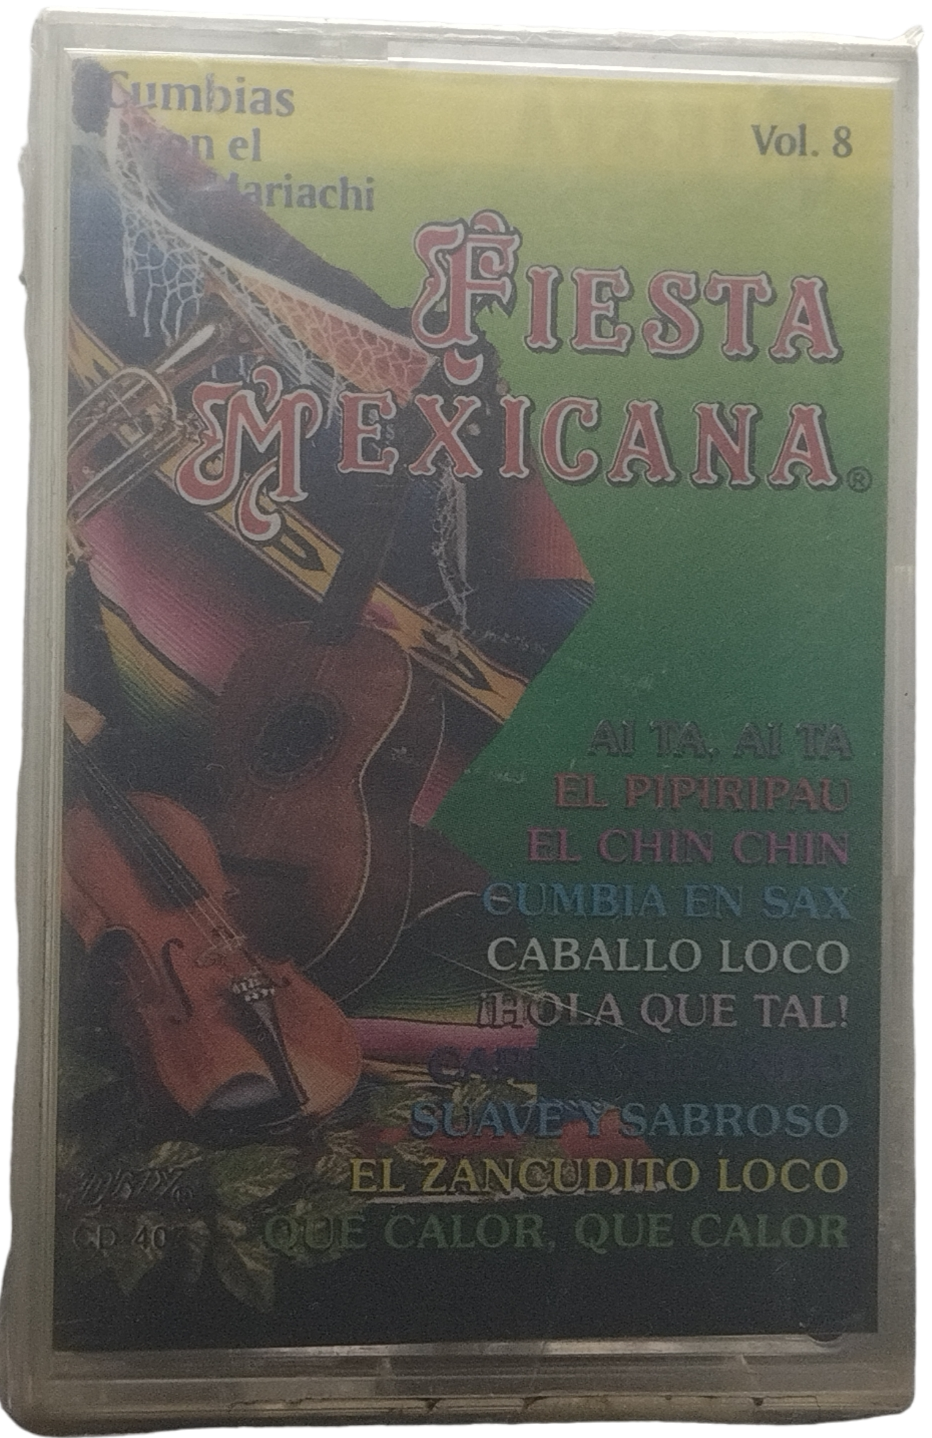 Cumbias
con el
Mariachi
Vol. 8
FIESTA
MEXICANA®
AI TA, AI TA
EL PIPIRIPAU
EL CHIN CHIN
CUMBIA EN SAX
CABALLO LOCO
¡HOLA QUE TAL!
SUAVE Y SABROSO
EL ZANCUDITO LOCO
QUE CALOR, QUE CALOR